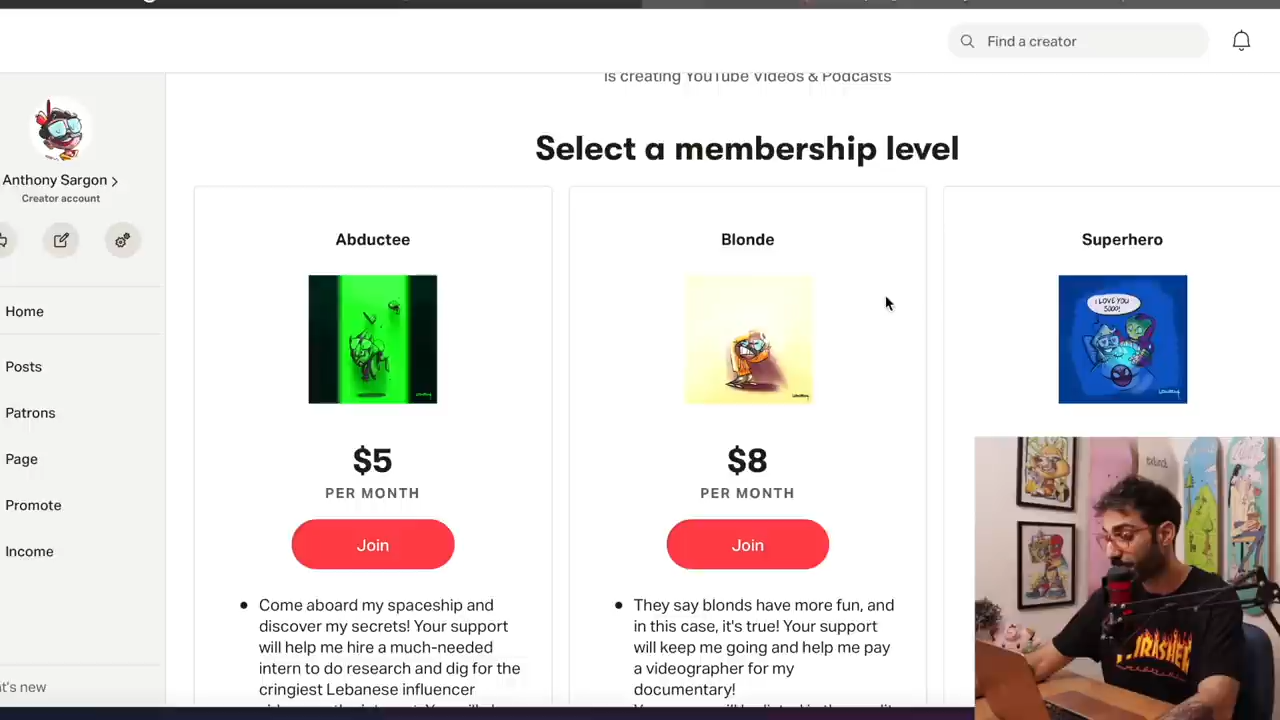 Find a creator
is creating YouTube Videos & Podcasts
Select a membership level
Anthony Sargon
Creator account
Home
Posts
Patrons
Page
Promote
Income
t's new
Abductee
$5
PER MONTH
Join
Come aboard my spaceship and
discover my secrets! Your support
will help me hire a much-needed
intern to do research and dig for the
cringiest Lebanese influencer
Blonde
$8
PER MONTH
Join
They say blonds have more fun, and
in this case, it's true! Your support
will keep me going and help me pay
a videographer for my
documentary!
Superhero
I LOVE YOU
3000!
THRASHER